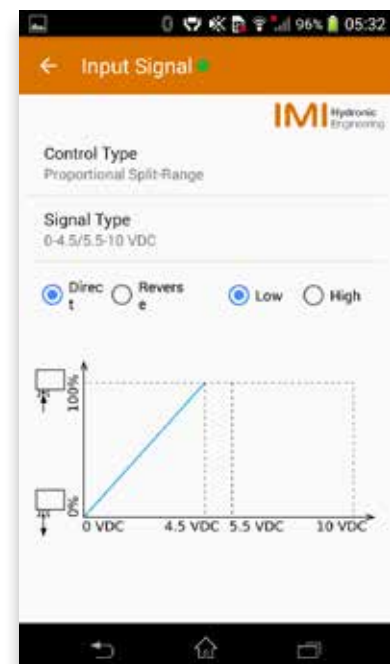 96% 05:32
Input Signal
IMI Hydronic
Engineering
Control Type
Proportional Split-Range
Signal Type
0-4.5/5.5-10 VDC
Direc
t
Revers
e
Low
High
100%
0%
0 VDC 4.5 VDC 5.5 VDC 10 VDC